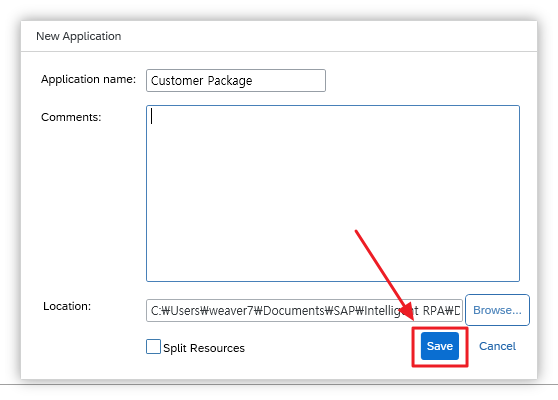 New Application
Application name: Customer Package
Comments:
Location: C:₩Users₩weaver7₩Documents₩SAP₩Intelligent RPA₩D Browse...
Split Resources Save Cancel